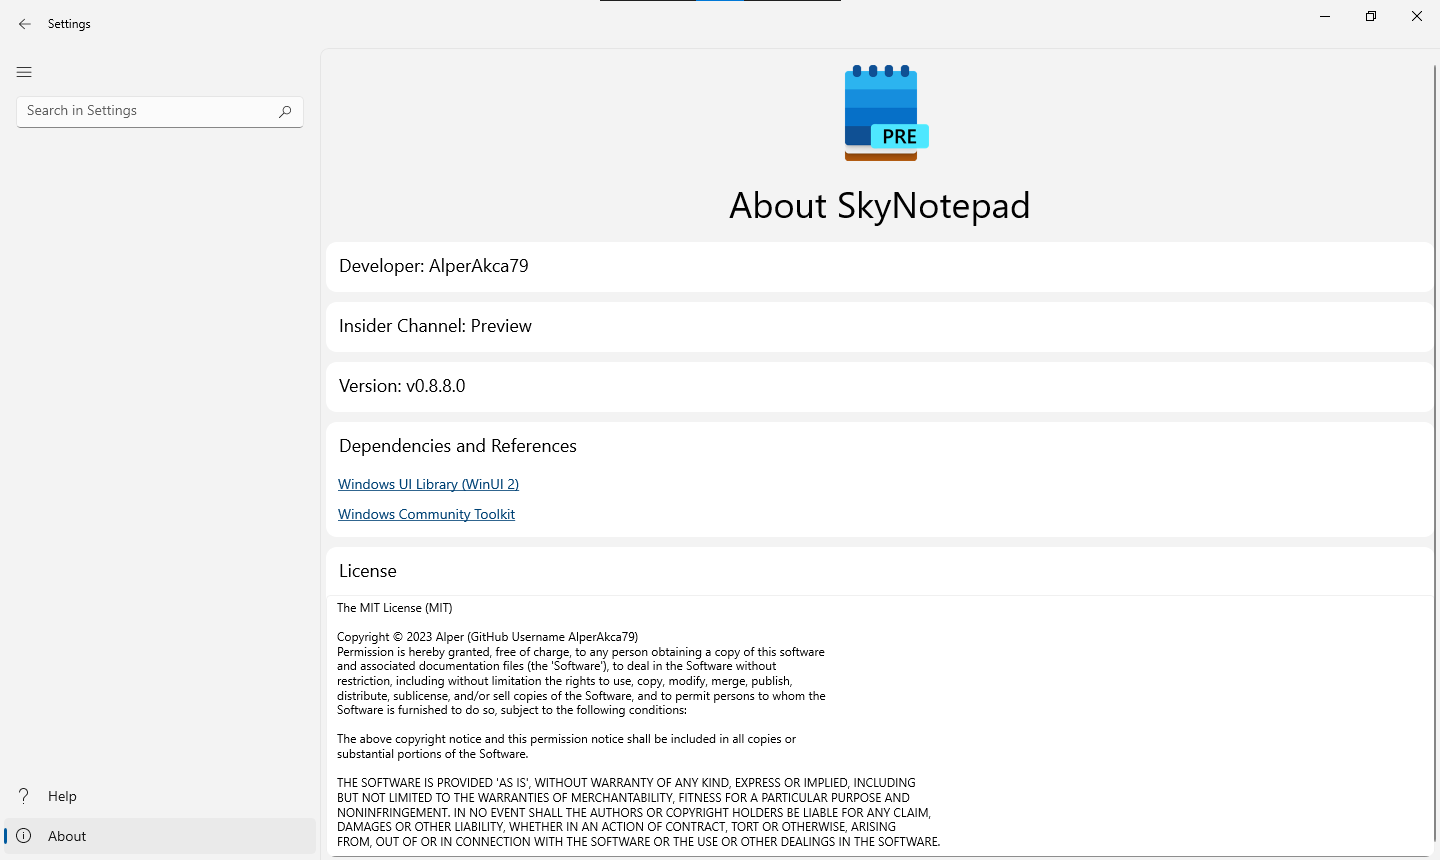 Settings
Search in Settings
PRE
About SkyNotepad
Developer: AlperAkca79
Insider Channel: Preview
Version: v0.8.8.0
Dependencies and References
Windows UI Library (WinUI 2)
Windows Community Toolkit
License
The MIT License (MIT)
Copyright © 2023 Alper (GitHub Username AlperAkca79)
Permission is hereby granted, free of charge, to any person obtaining a copy of this software
and associated documentation files (the 'Software'), to deal in the Software without
restriction, including without limitation the rights to use, copy, modify, merge, publish,
distribute, sublicense, and/or sell copies of the Software, and to permit persons to whom the
Software is furnished to do so, subject to the following conditions:
The above copyright notice and this permission notice shall be included in all copies or
substantial portions of the Software.
THE SOFTWARE IS PROVIDED 'AS IS', WITHOUT WARRANTY OF ANY KIND, EXPRESS OR IMPLIED, INCLUDING
BUT NOT LIMITED TO THE WARRANTIES OF MERCHANTABILITY, FITNESS FOR A PARTICULAR PURPOSE AND
NONINFRINGEMENT. IN NO EVENT SHALL THE AUTHORS OR COPYRIGHT HOLDERS BE LIABLE FOR ANY CLAIM,
DAMAGES OR OTHER LIABILITY, WHETHER IN AN ACTION OF CONTRACT, TORT OR OTHERWISE, ARISING
FROM, OUT OF OR IN CONNECTION WITH THE SOFTWARE OR THE USE OR OTHER DEALINGS IN THE SOFTWARE.
Help
About